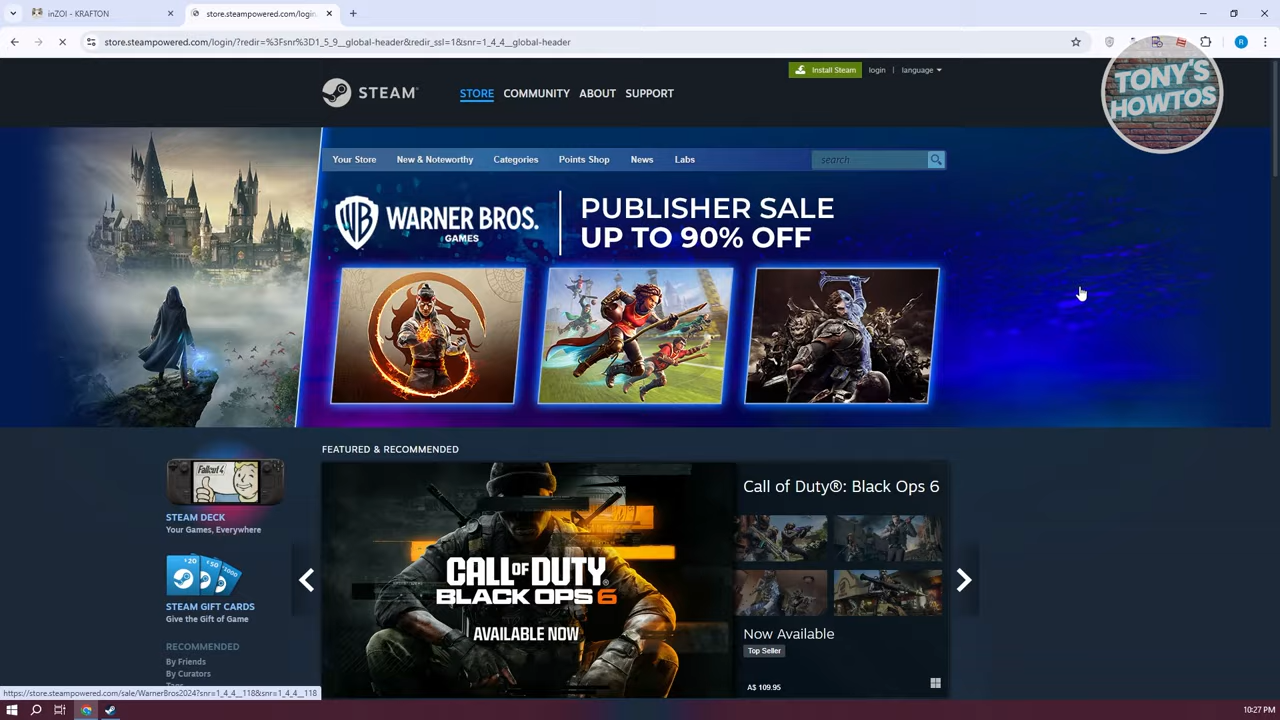 inZOI - KRAFTON
store.steampowered.com/login
store.steampowered.com/login/?redir=%3Fsnr%3D1_5_9__global-header&redir_ssl=1&snr=1_4_4__global-header
R
Install Steam
login | language
TONY'S
HOWTOS
STEAM
STORE
COMMUNITY
ABOUT
SUPPORT
Your Store
New & Noteworthy
Categories
Points Shop
News
Labs
search
WB
WARNER BROS.
GAMES
PUBLISHER SALE
UP TO 90% OFF
FEATURED & RECOMMENDED
Fallout 4
Call of Duty®: Black Ops 6
STEAM DECK
Your Games, Everywhere
CALL OF DUTY®
BLACK OPS 6
AVAILABLE NOW
STEAM GIFT CARDS
Give the Gift of Game
Now Available
Top Seller
RECOMMENDED
By Friends
By Curators
A$ 109.95
https://store.steampowered.com/sale/WarnerBros2024?snr=1_4_4__118&snr=1_4_4__118
10:27 PM